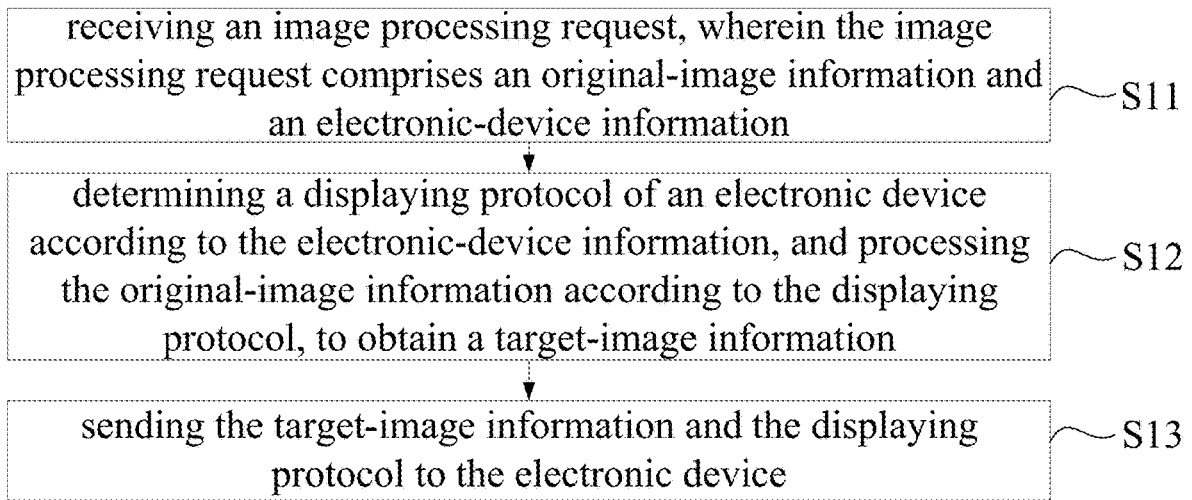 receiving an image processing request, wherein the image
processing request comprises an original-image information and
an electronic-device information
S11
determining a displaying protocol of an electronic device
according to the electronic-device information, and processing
the original-image information according to the displaying
protocol, to obtain a target-image information
S12
sending the target-image information and the displaying
protocol to the electronic device
S13